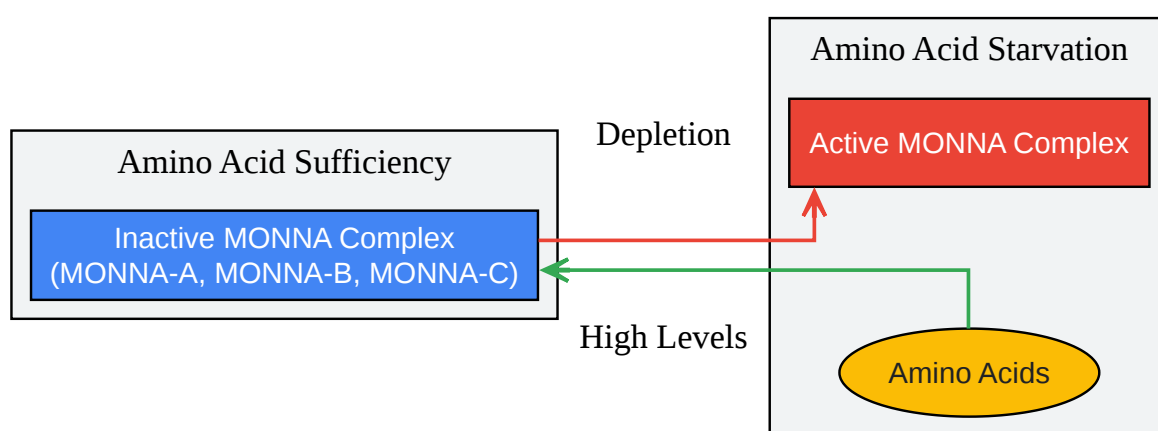 Amino Acid Sufficiency
Inactive MONNA Complex
(MONNA-A, MONNA-B, MONNA-C)
Depletion
High Levels
Amino Acid Starvation
Active MONNA Complex
Amino Acids